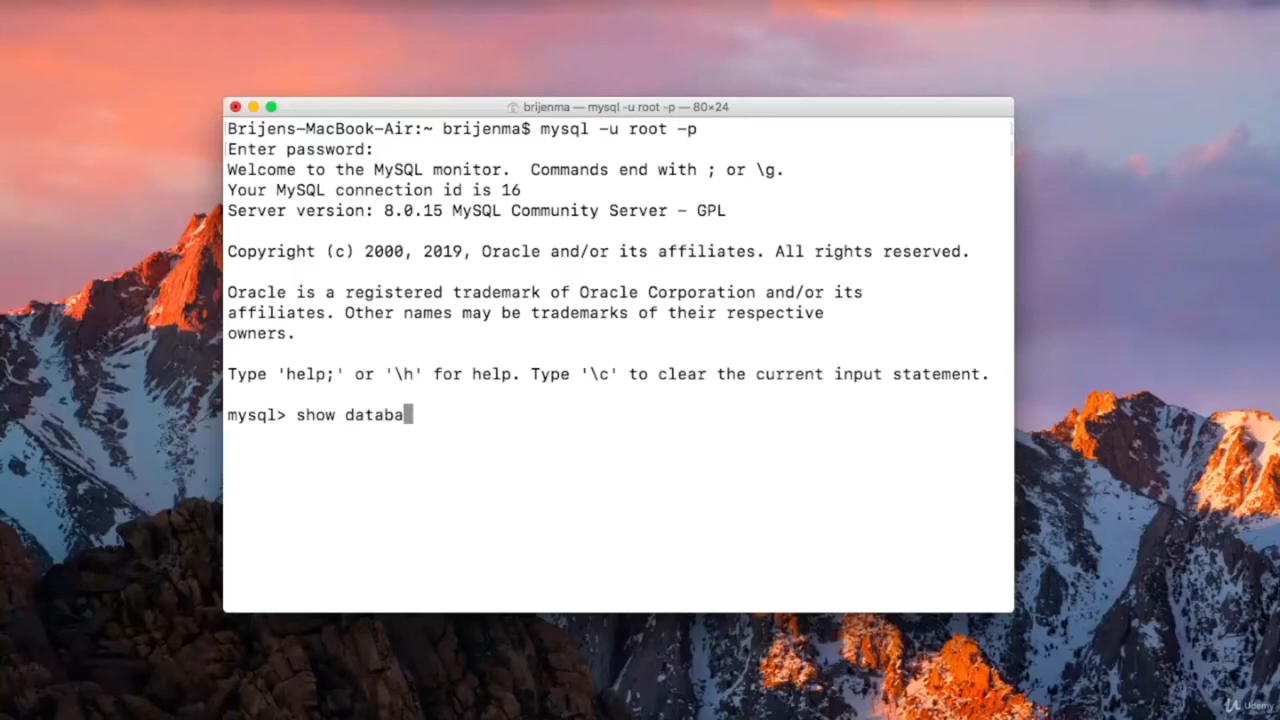 brijenma — mysql -u root -p — 80×24
Brijens-MacBook-Air:~ brijenma$ mysql -u root -p
Enter password:
Welcome to the MySQL monitor.  Commands end with ; or \g.
Your MySQL connection id is 16
Server version: 8.0.15 MySQL Community Server - GPL
Copyright (c) 2000, 2019, Oracle and/or its affiliates. All rights reserved.
Oracle is a registered trademark of Oracle Corporation and/or its
affiliates. Other names may be trademarks of their respective
owners.
Type 'help;' or '\h' for help. Type '\c' to clear the current input statement.
mysql> show databa
Udemy